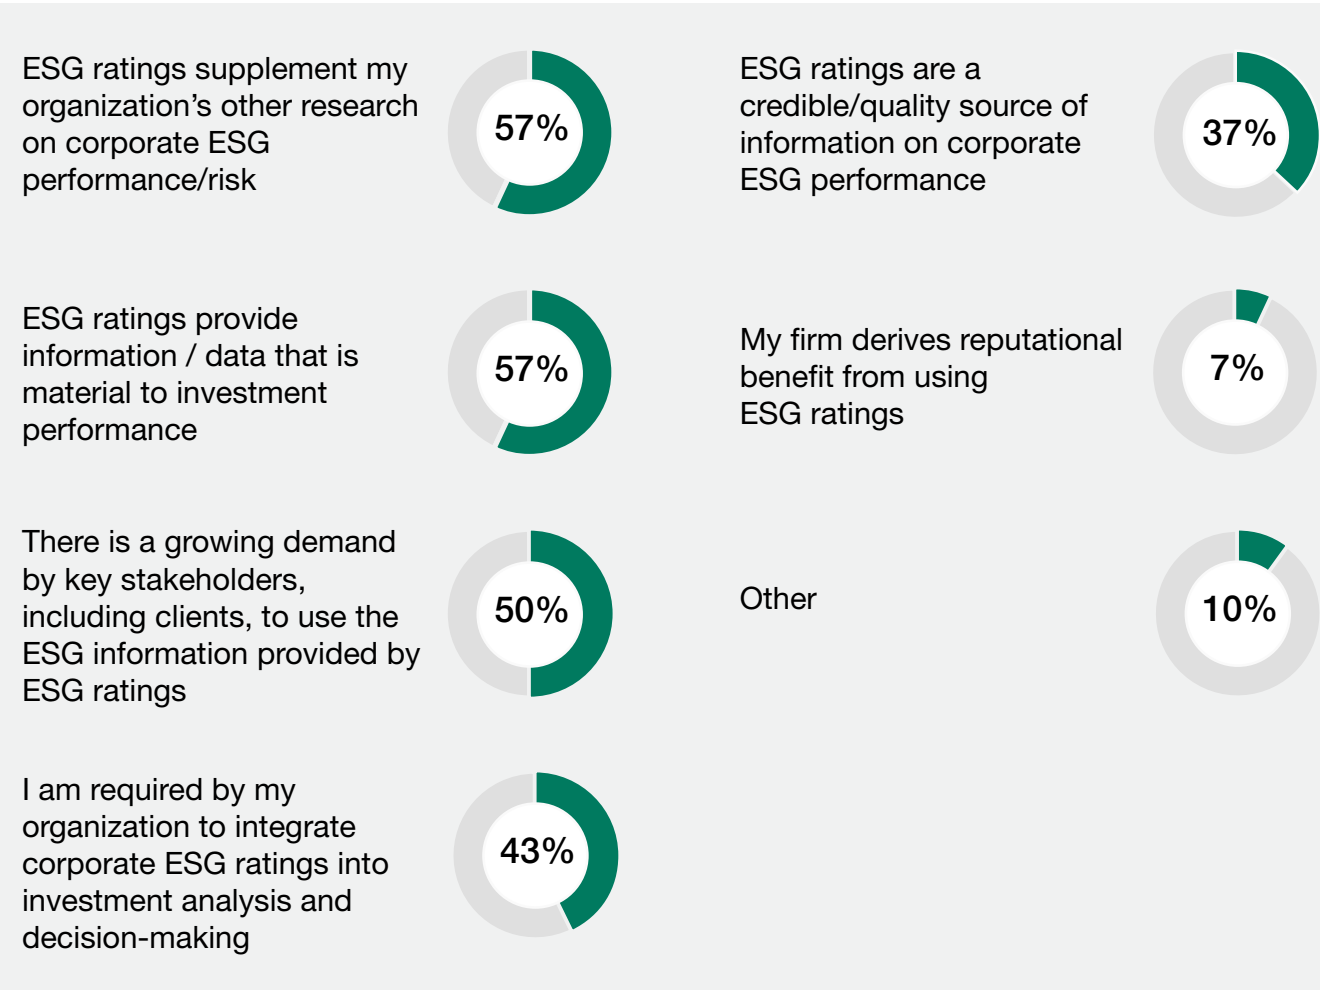 ESG ratings supplement my
organization’s other research
on corporate ESG
performance/risk
57%
ESG ratings provide
information / data that is
material to investment
performance
57%
There is a growing demand
by key stakeholders,
including clients, to use the
ESG information provided by
ESG ratings
50%
I am required by my
organization to integrate
corporate ESG ratings into
investment analysis and
decision-making
43%
ESG ratings are a
credible/quality source of
information on corporate
ESG performance
37%
My firm derives reputational
benefit from using
ESG ratings
7%
Other
10%